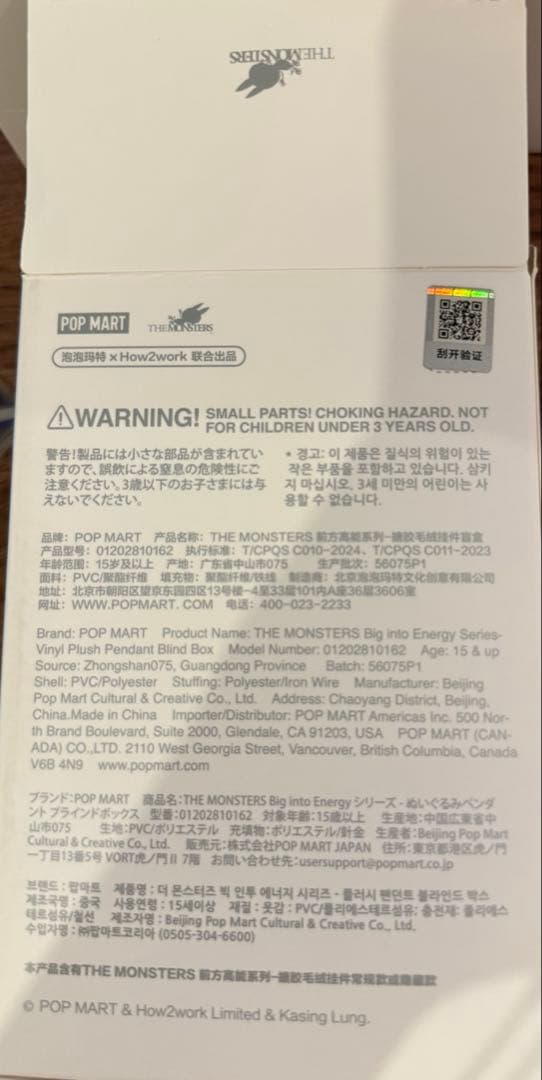 THE MONSTERS
POP MART
THE MONSTERS
泡泡玛特 × How2work 联合出品
刮开验证
WARNING! SMALL PARTS! CHOKING HAZARD. NOT
FOR CHILDREN UNDER 3 YEARS OLD.
警告!製品には小さな部品が含まれてい
ますので、誤飲による窒息の危険性にご
注意ください。3歳以下のお子さまには与
えないでください。
* 경고: 이 제품은 질식의 위험이 있는
작은 부품을 포함하고 있습니다. 삼키
지 마십시오, 3세 미만의 어린이는 사
용할 수 없습니다.
品牌: POP MART 产品名称: THE MONSTERS 前方高能系列-搪胶毛绒挂件盲盒
产品型号: 01202810162 执行标准: T/CPQS C010-2024、T/CPQS C011-2023
年龄范围: 15岁及以上 产地: 广东省中山市075 生产批次: 56075P1
面料: PVC/聚酯纤维 填充物: 聚酯纤维/铁线 制造商: 北京泡泡玛特文化创意有限公司
地址: 北京市朝阳区望京东园四区13号楼-4至33层101内A座36层3606室
网址: WWW.POPMART.COM 电话: 400-023-2233
Brand: POP MART Product Name: THE MONSTERS Big into Energy Series-
Vinyl Plush Pendant Blind Box Model Number: 01202810162 Age: 15 & up
Source: Zhongshan075, Guangdong Province Batch: 56075P1
Shell: PVC/Polyester Stuffing: Polyester/Iron Wire Manufacturer: Beijing
Pop Mart Cultural & Creative Co., Ltd. Address: Chaoyang District, Beijing,
China.Made in China Importer/Distributor: POP MART Americas Inc. 500 Nor-
th Brand Boulevard, Suite 2000, Glendale, CA 91203, USA POP MART (CAN-
ADA) CO.,LTD. 2110 West Georgia Street, Vancouver, British Columbia, Canada
V6B 4N9 www.popmart.com
ブランド:POP MART 商品名:THE MONSTERS Big into Energy シリーズ - ぬいぐるみペンダ
ント ブラインドボックス 型番:01202810162 対象年齢:15歳以上 生産地:中国広東省中
山市075 生地:PVC/ポリエステル 充填物:ポリエステル/針金 生産者:Beijing Pop Mart
Cultural & Creative Co., Ltd. 販売元:株式会社POP MART JAPAN 住所:東京都港区虎ノ門
一丁目13番5号 VORT虎ノ門Ⅱ 7階 お問い合わせ先:usersupport@popmart.co.jp
브랜드 : 팝마트 제품명 : 더 몬스터즈 빅 인투 에너지 시리즈 - 플러시 팬던트 블라인드 박스
제조국명 : 중국 사용연령 : 15세이상 재질 : 겉감 : PVC/폴리에스테르섬유; 충전재: 폴리에스
테르섬유/철선 제조자명 : Beijing Pop Mart Cultural & Creative Co., Ltd.
수입자명 : ㈜팝마트코리아 (0505-304-6600)
本产品含有THE MONSTERS 前方高能系列-搪胶毛绒挂件常规款或隐藏款
© POP MART & How2work Limited & Kasing Lung.